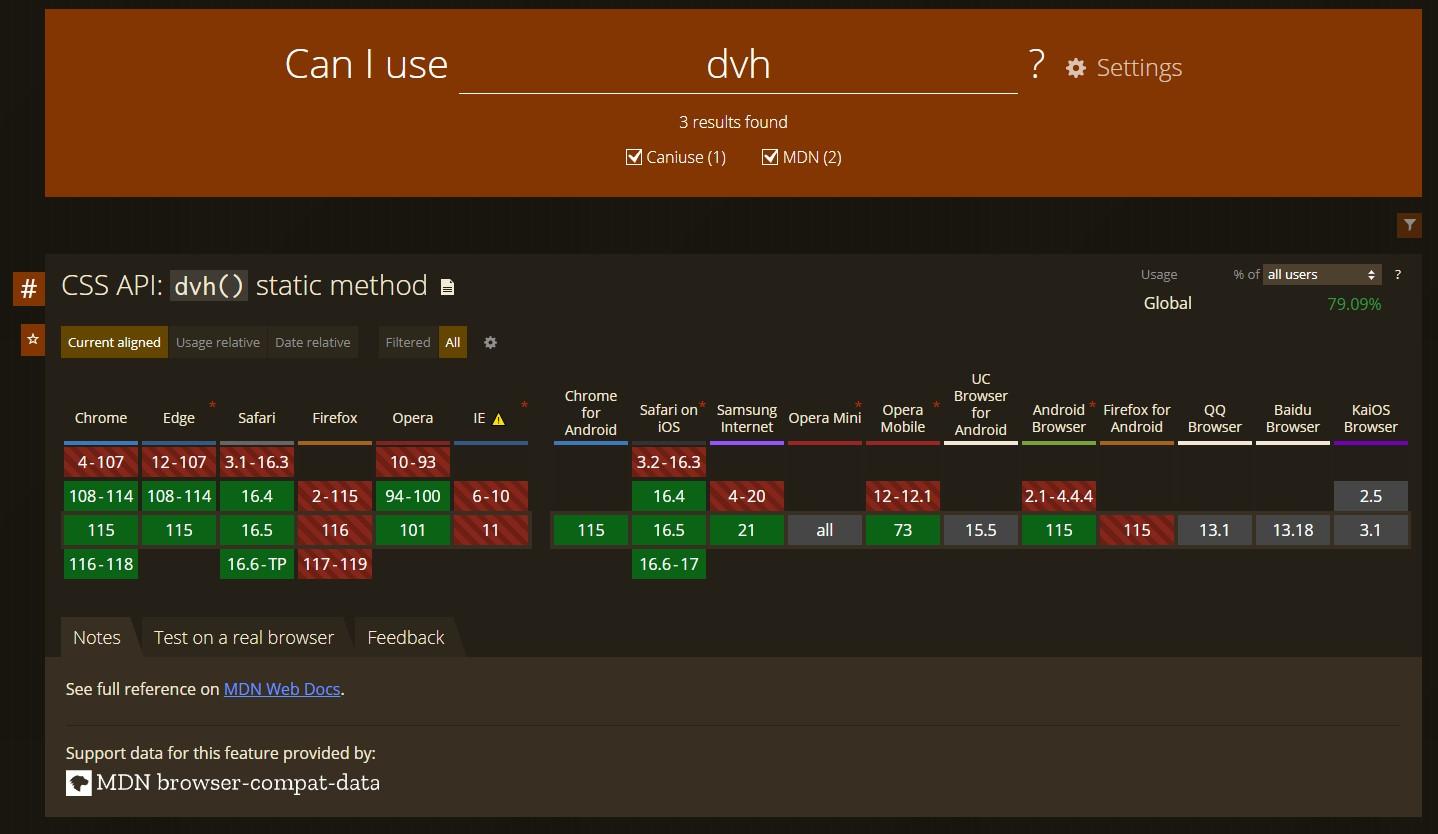 Can I use dvh ? Settings
3 results found
Caniuse (1) MDN (2)
# CSS API: dvh() static method
Usage % of all users ?
Global 79.09%
Current aligned Usage relative Date relative Filtered All
Chrome Edge * Safari Firefox Opera IE * Chrome for Android Safari on iOS * Samsung Internet Opera Mini Opera Mobile * UC Browser for Android Android Browser * Firefox for Android QQ Browser Baidu Browser KaiOS Browser
4-107 12-107 3.1-16.3 10-93 3.2-16.3
108-114 108-114 16.4 2-115 94-100 6-10 16.4 4-20 12-12.1 2.1-4.4.4 2.5
115 115 16.5 116 101 11 115 16.5 21 all 73 15.5 115 115 13.1 13.18 3.1
116-118 16.6-TP 117-119 16.6-17
Notes Test on a real browser Feedback
See full reference on MDN Web Docs.
Support data for this feature provided by:
MDN browser-compat-data